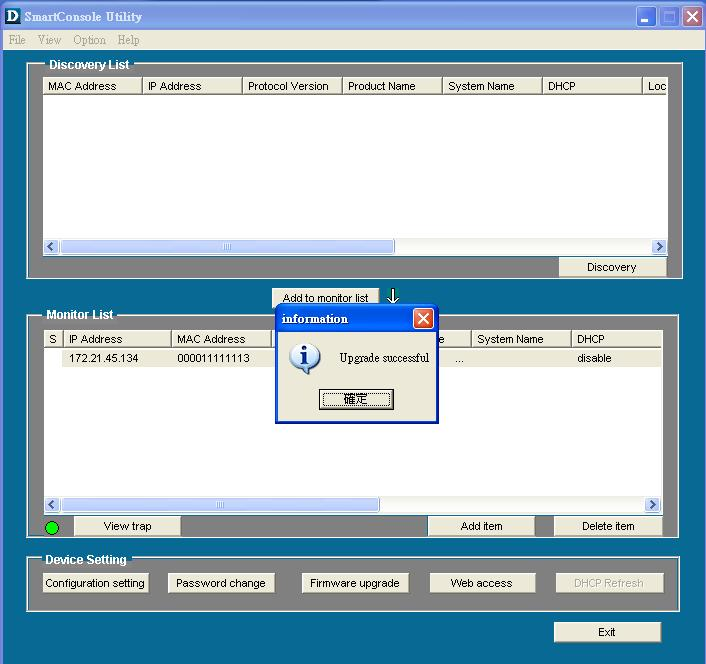 SmartConsole Utility
File View Option Help
Discovery List
MAC Address IP Address Protocol Version Product Name System Name DHCP Loc
Discovery
Add to monitor list
Monitor List
information
S IP Address MAC Address e System Name DHCP
172.21.45.134 000011111113 ... disable
Upgrade successful
確定
View trap Add item Delete item
Device Setting
Configuration setting Password change Firmware upgrade Web access DHCP Refresh
Exit